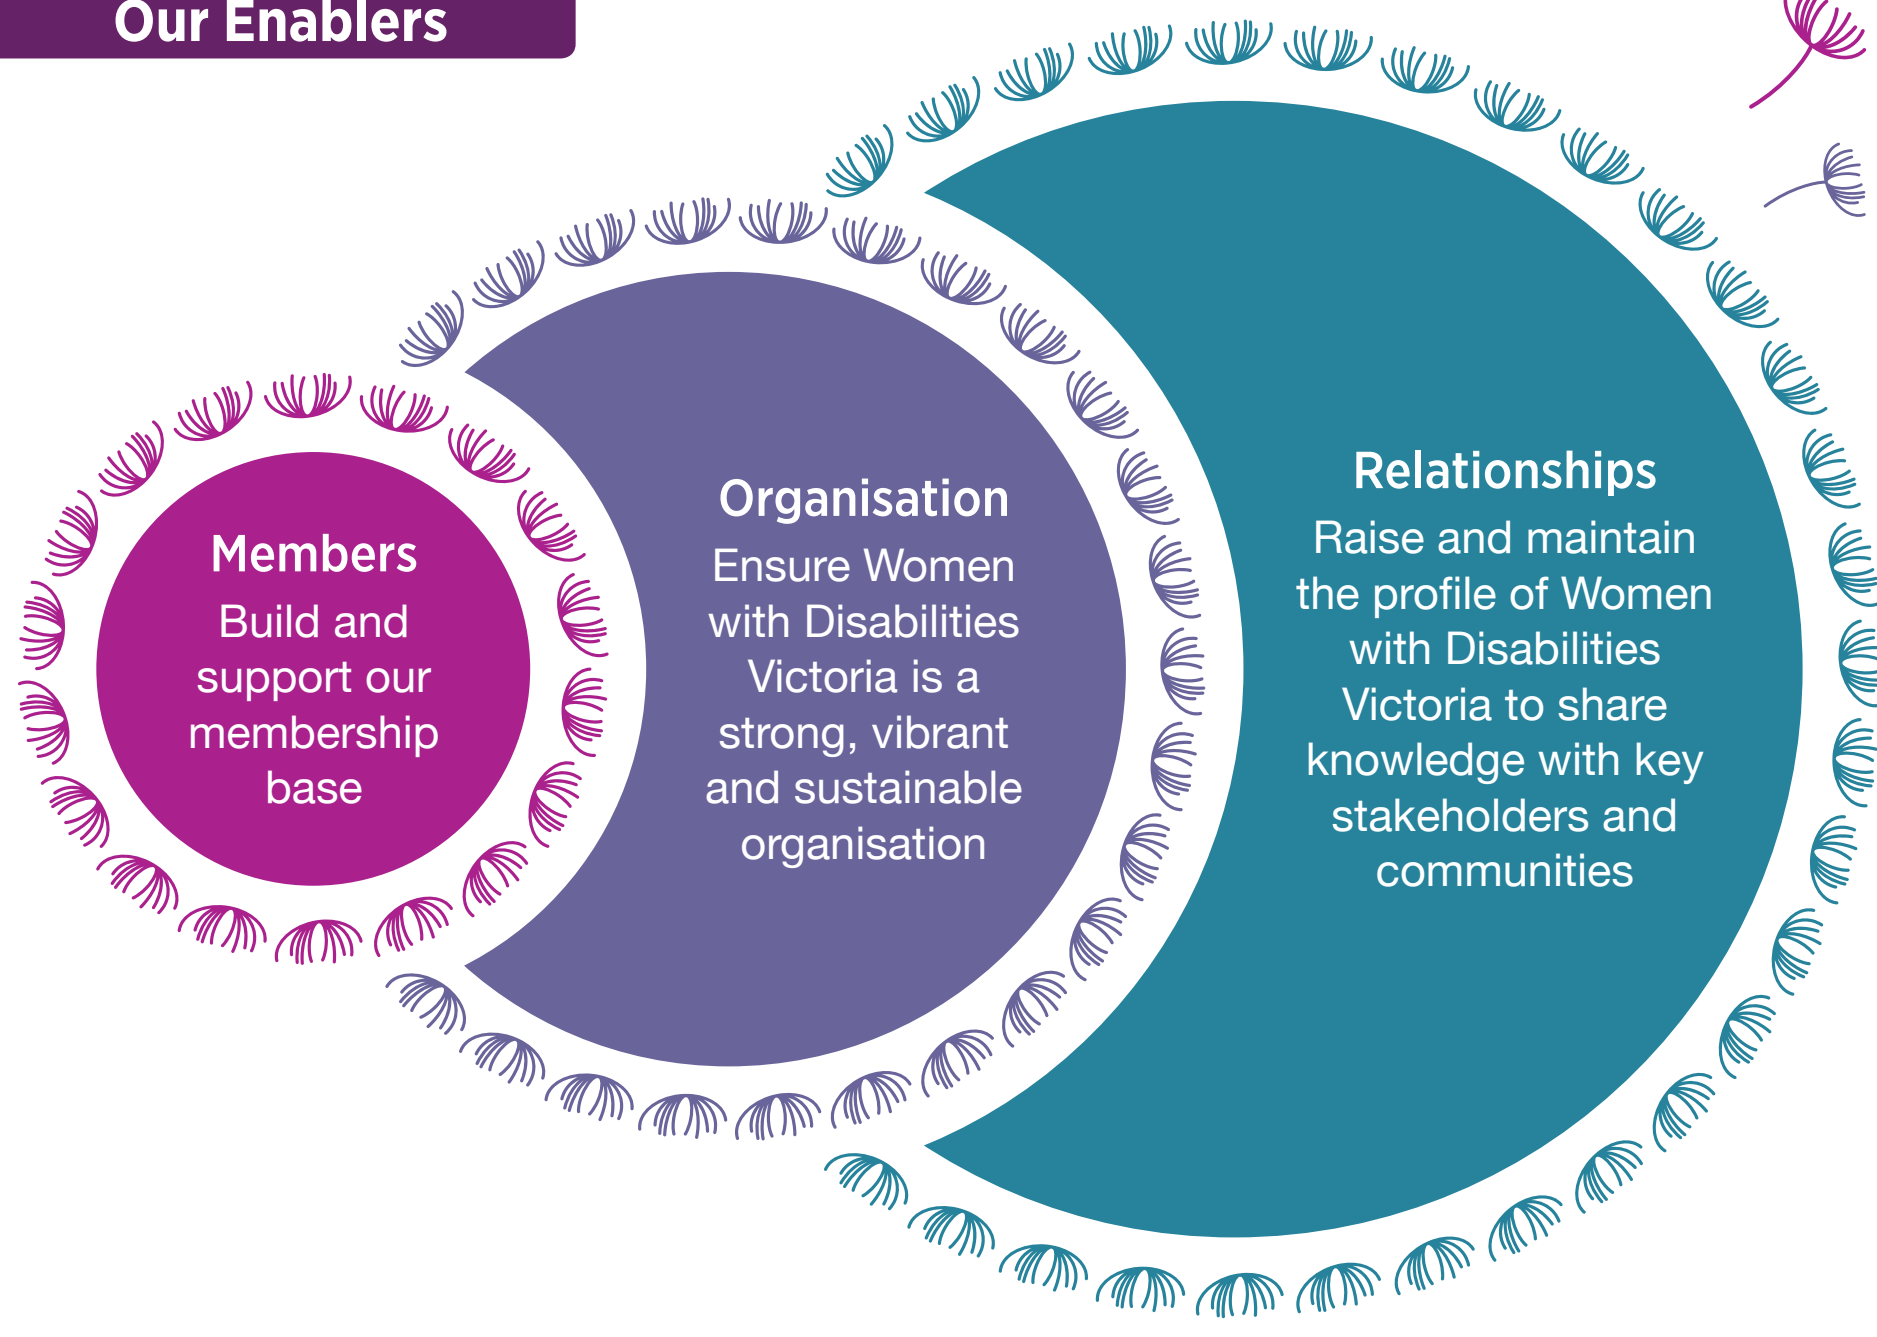 Our Enablers
Members
Build and
support our
membership
base
Organisation
Ensure Women
with Disabilities
Victoria is a
strong, vibrant
and sustainable
organisation
Relationships
Raise and maintain
the profile of Women
with Disabilities
Victoria to share
knowledge with key
stakeholders and
communities